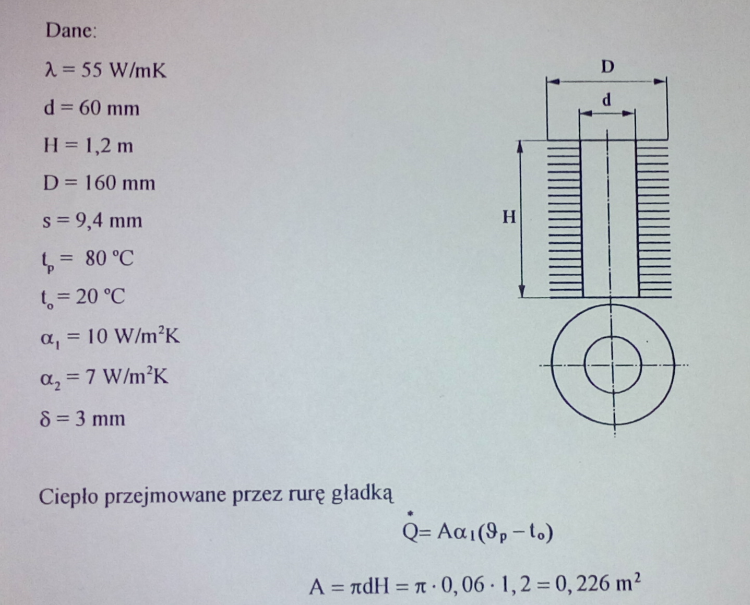 Dane:
λ = 55 W/mK
d = 60 mm
H = 1,2 m
D = 160 mm
s = 9,4 mm
tₚ = 80 ºC
tₒ = 20 ºC
α₁ = 10 W/m²K
α₂ = 7 W/m²K
δ = 3 mm
D
d
H
Ciepło przejmowane przez rurę gładką
Q̇= Aα₁(ϑₚ – tₒ)
A = πdH = π · 0,06 · 1,2 = 0,226 m²